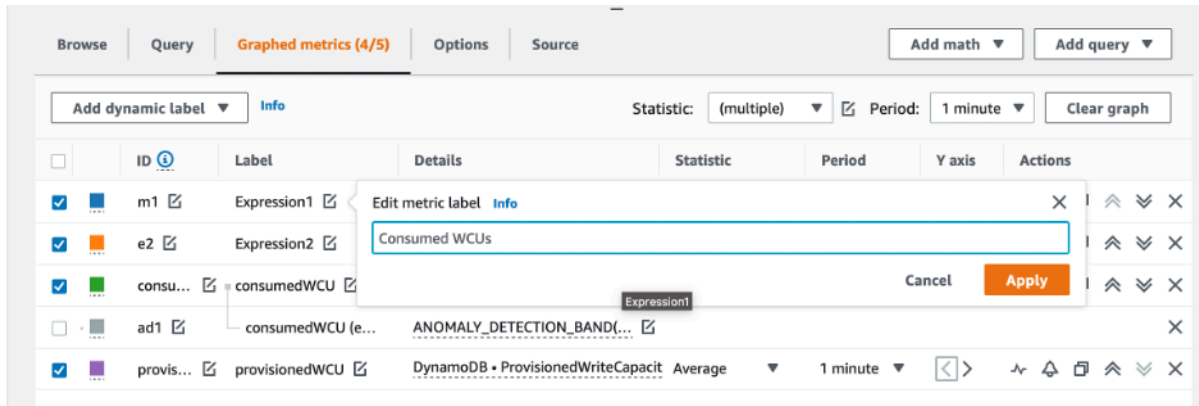 Browse Query Graphed metrics (4/5) Options Source Add math Add query
Add dynamic label Info Statistic: (multiple) Period: 1 minute Clear graph
ID Label Details Statistic Period Y axis Actions
m1 Expression1 Edit metric label Info
Consumed WCUs
e2 Expression2
Cancel Apply
consu... consumedWCU
Expression1
ad1 consumedWCU (e... ANOMALY_DETECTION_BAND(...
provis... provisionedWCU DynamoDB • ProvisionedWriteCapacit Average 1 minute